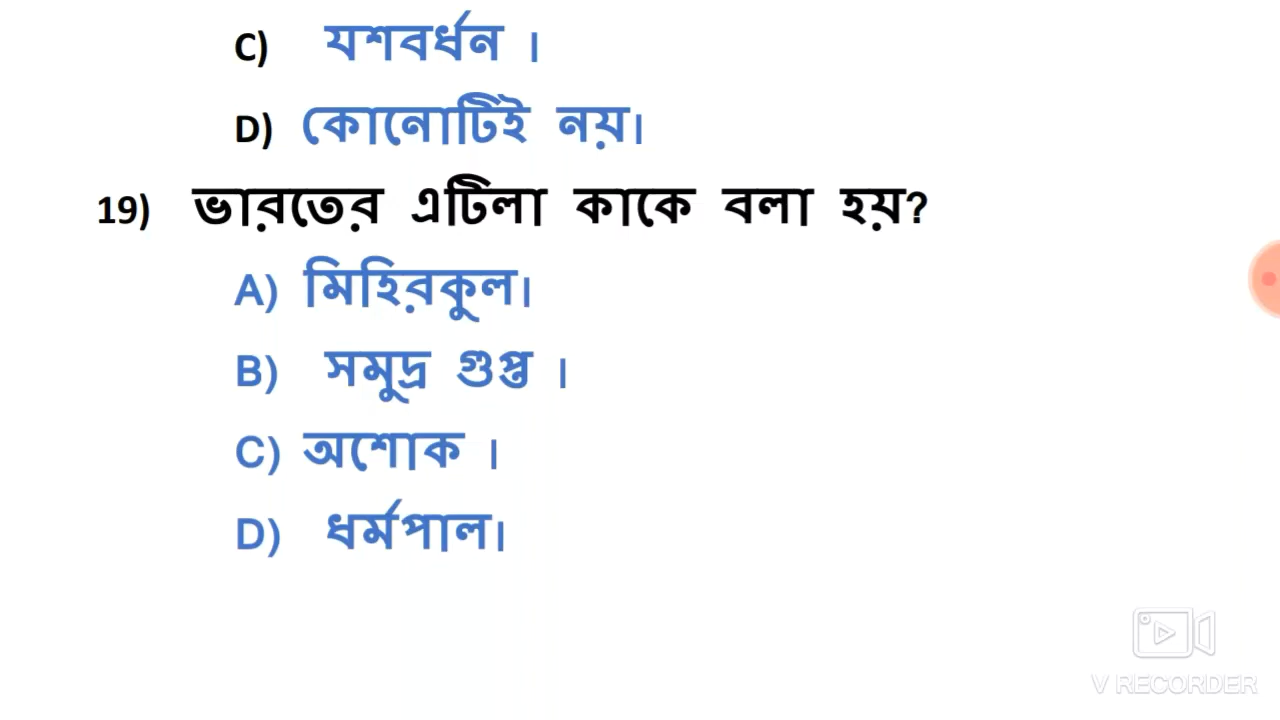 C) যশবর্ধন ।
D) কোনোটিই নয়।
19) ভারতের এটিলা কাকে বলা হয়?
A) মিহিরকুল।
B) সমুদ্র গুপ্ত ।
C) অশোক ।
D) ধর্মপাল।
V RECORDER